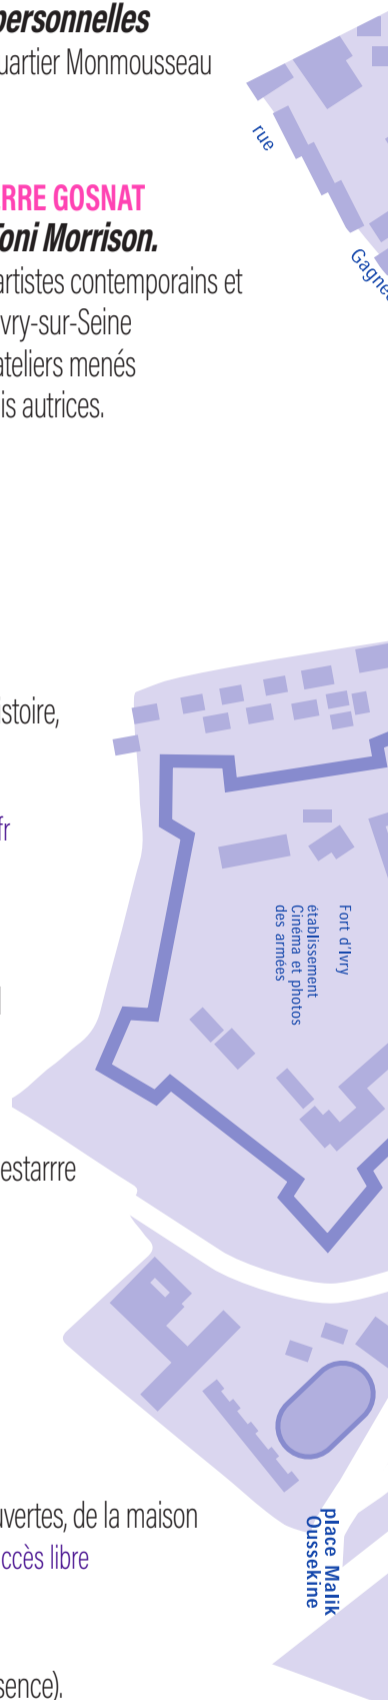 personnelles
uartier Monmousseau
rue
RRE GOSNAT
Toni Morrison.
Gagne
artistes contemporains et
Ivry-sur-Seine
ateliers menés
is autrices.
istoire,
fr
Fort d'Ivry
établissement
Cinéma et photos
des armées
estarrre
uvertes, de la maison
ccès libre
place Malik
Oussekine
sence).